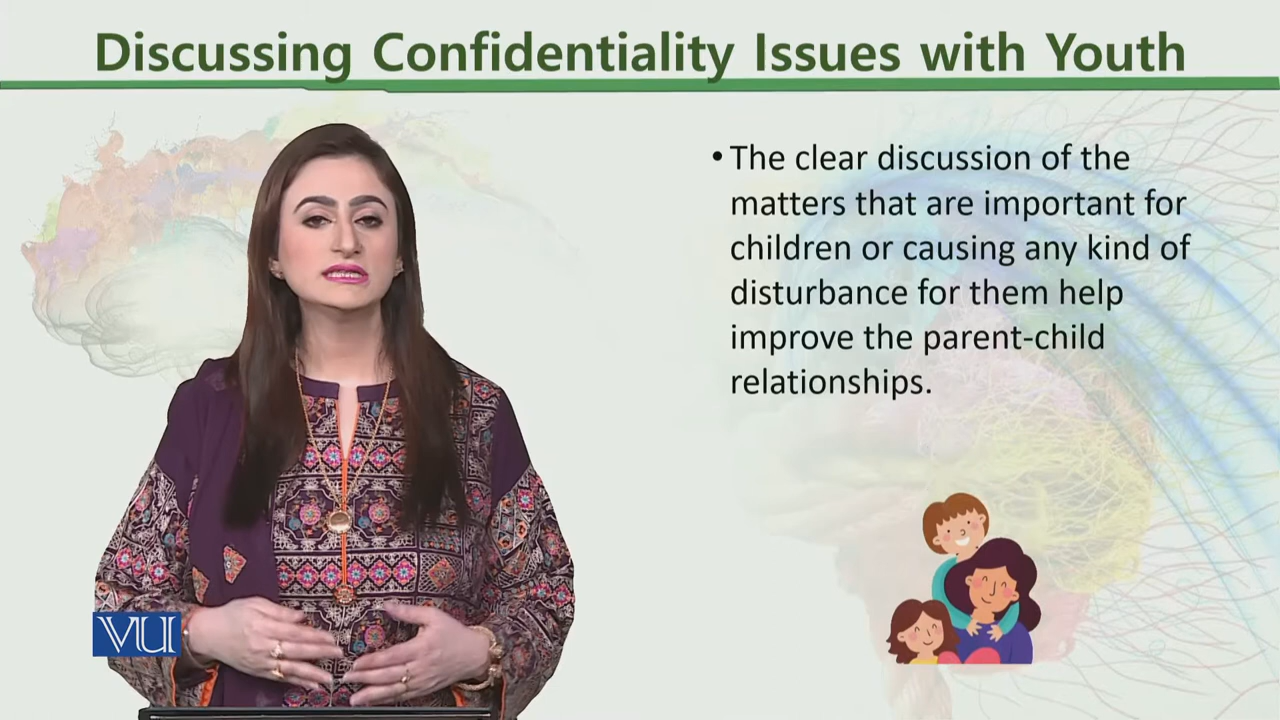 Discussing Confidentiality Issues with Youth
• The clear discussion of the
matters that are important for
children or causing any kind of
disturbance for them help
improve the parent-child
relationships.
VU